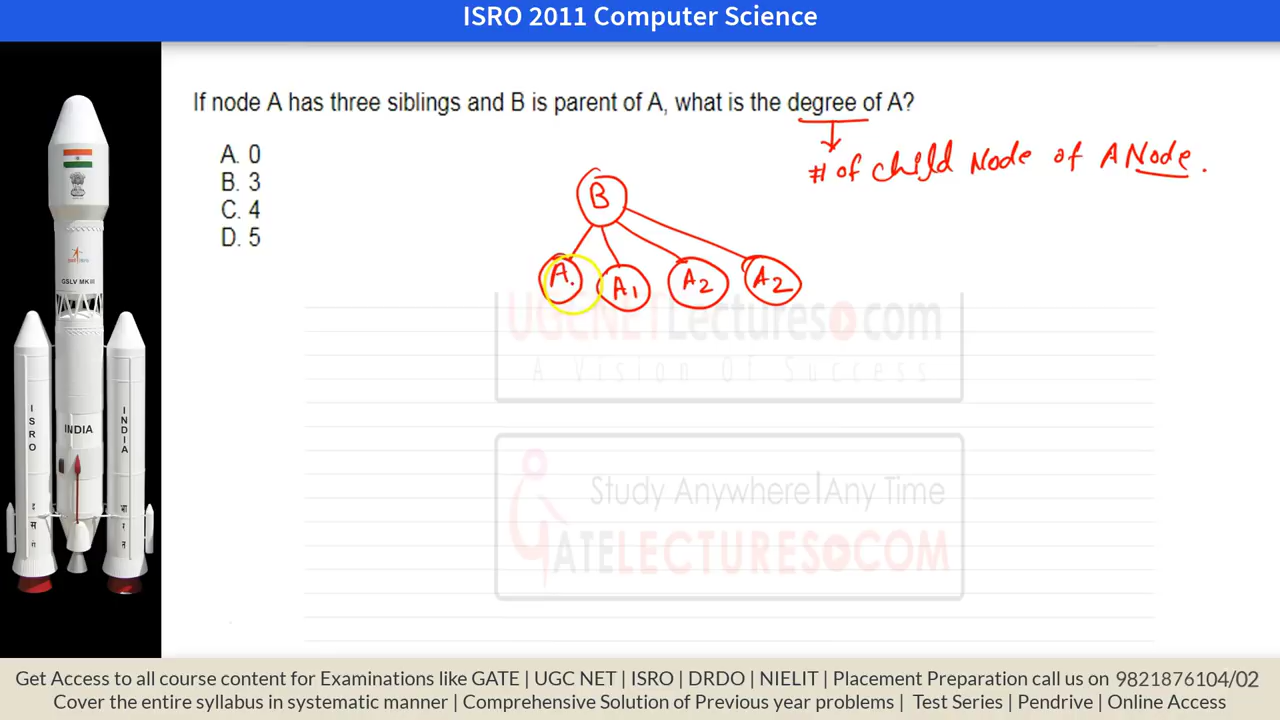 ISRO 2011 Computer Science
If node A has three siblings and B is parent of A, what is the degree of A?
# of child Node of A Node.
A. 0
B. 3
C. 4
D. 5
B
A. A1 A2 A2
UGCNETLectures.com
A Vision Of Success
Study Anywhere|Any Time
GATELECTURES.COM
GSLV MK III
ISRO
INDIA
INDIA
Get Access to all course content for Examinations like GATE | UGC NET | ISRO | DRDO | NIELIT | Placement Preparation call us on 9821876104/02
Cover the entire syllabus in systematic manner | Comprehensive Solution of Previous year problems | Test Series | Pendrive | Online Access